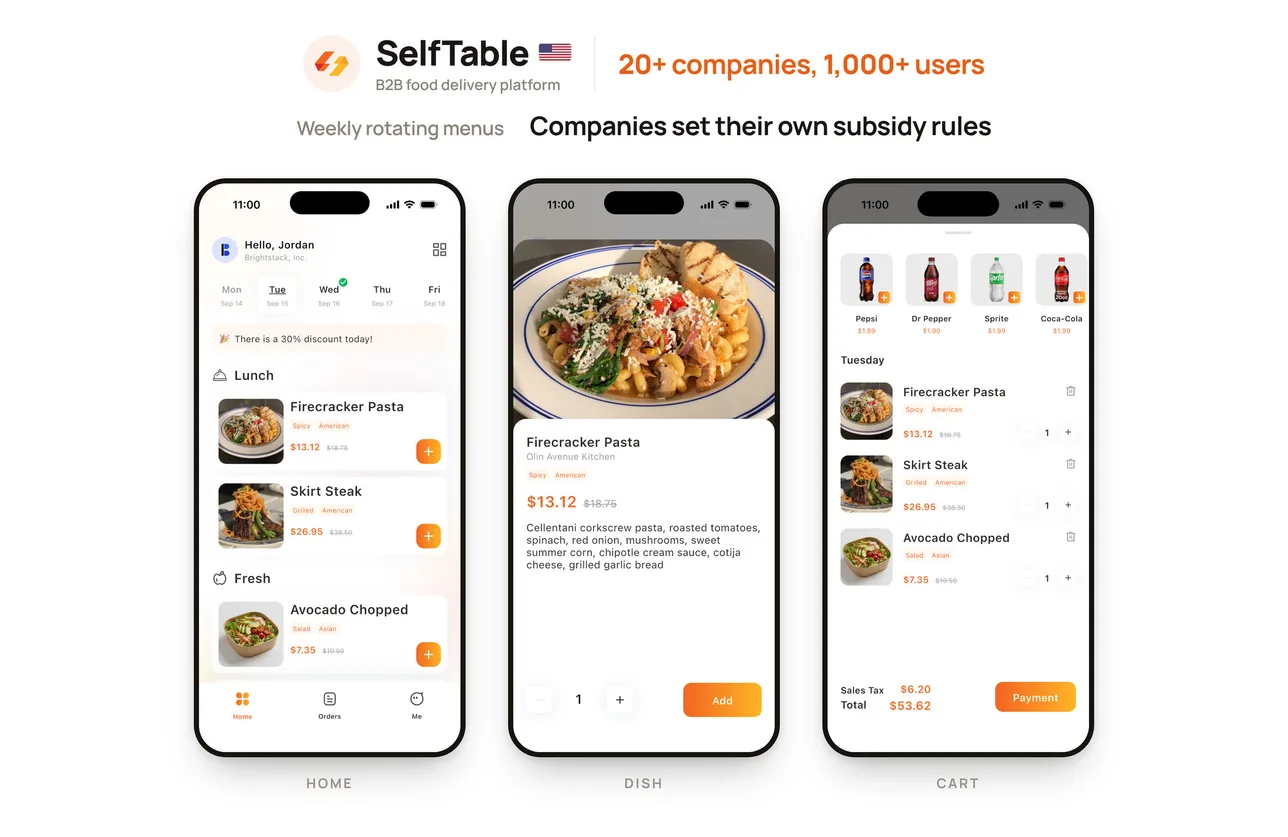 SelfTable
B2B food delivery platform
20+ companies, 1,000+ users
Weekly rotating menus
Companies set their own subsidy rules
11:00
Hello, Jordan
Brightstack, Inc.
Mon Tue Wed Thu Fri
Sep 14 Sep 15 Sep 16 Sep 17 Sep 18
There is a 30% discount today!
Lunch
Firecracker Pasta
Spicy American
$13.12 $18.75
Skirt Steak
Grilled American
$26.95 $38.50
Fresh
Avocado Chopped
Salad Asian
$7.35 $10.50
Home Orders Me
HOME
11:00
Firecracker Pasta
Olin Avenue Kitchen
Spicy American
$13.12 $18.75
Cellentani corkscrew pasta, roasted tomatoes,
spinach, red onion, mushrooms, sweet
summer corn, chipotle cream sauce, cotija
cheese, grilled garlic bread
- 1 + Add
DISH
11:00
Pepsi Dr Pepper Sprite Coca-Cola
$1.99 $1.99 $1.99 $1.99
Tuesday
Firecracker Pasta
Spicy American
$13.12 $18.75 - 1 +
Skirt Steak
Grilled American
$26.95 $38.50 - 1 +
Avocado Chopped
Salad Asian
$7.35 $10.50 - 1 +
Sales Tax $6.20
Total $53.62
Payment
CART